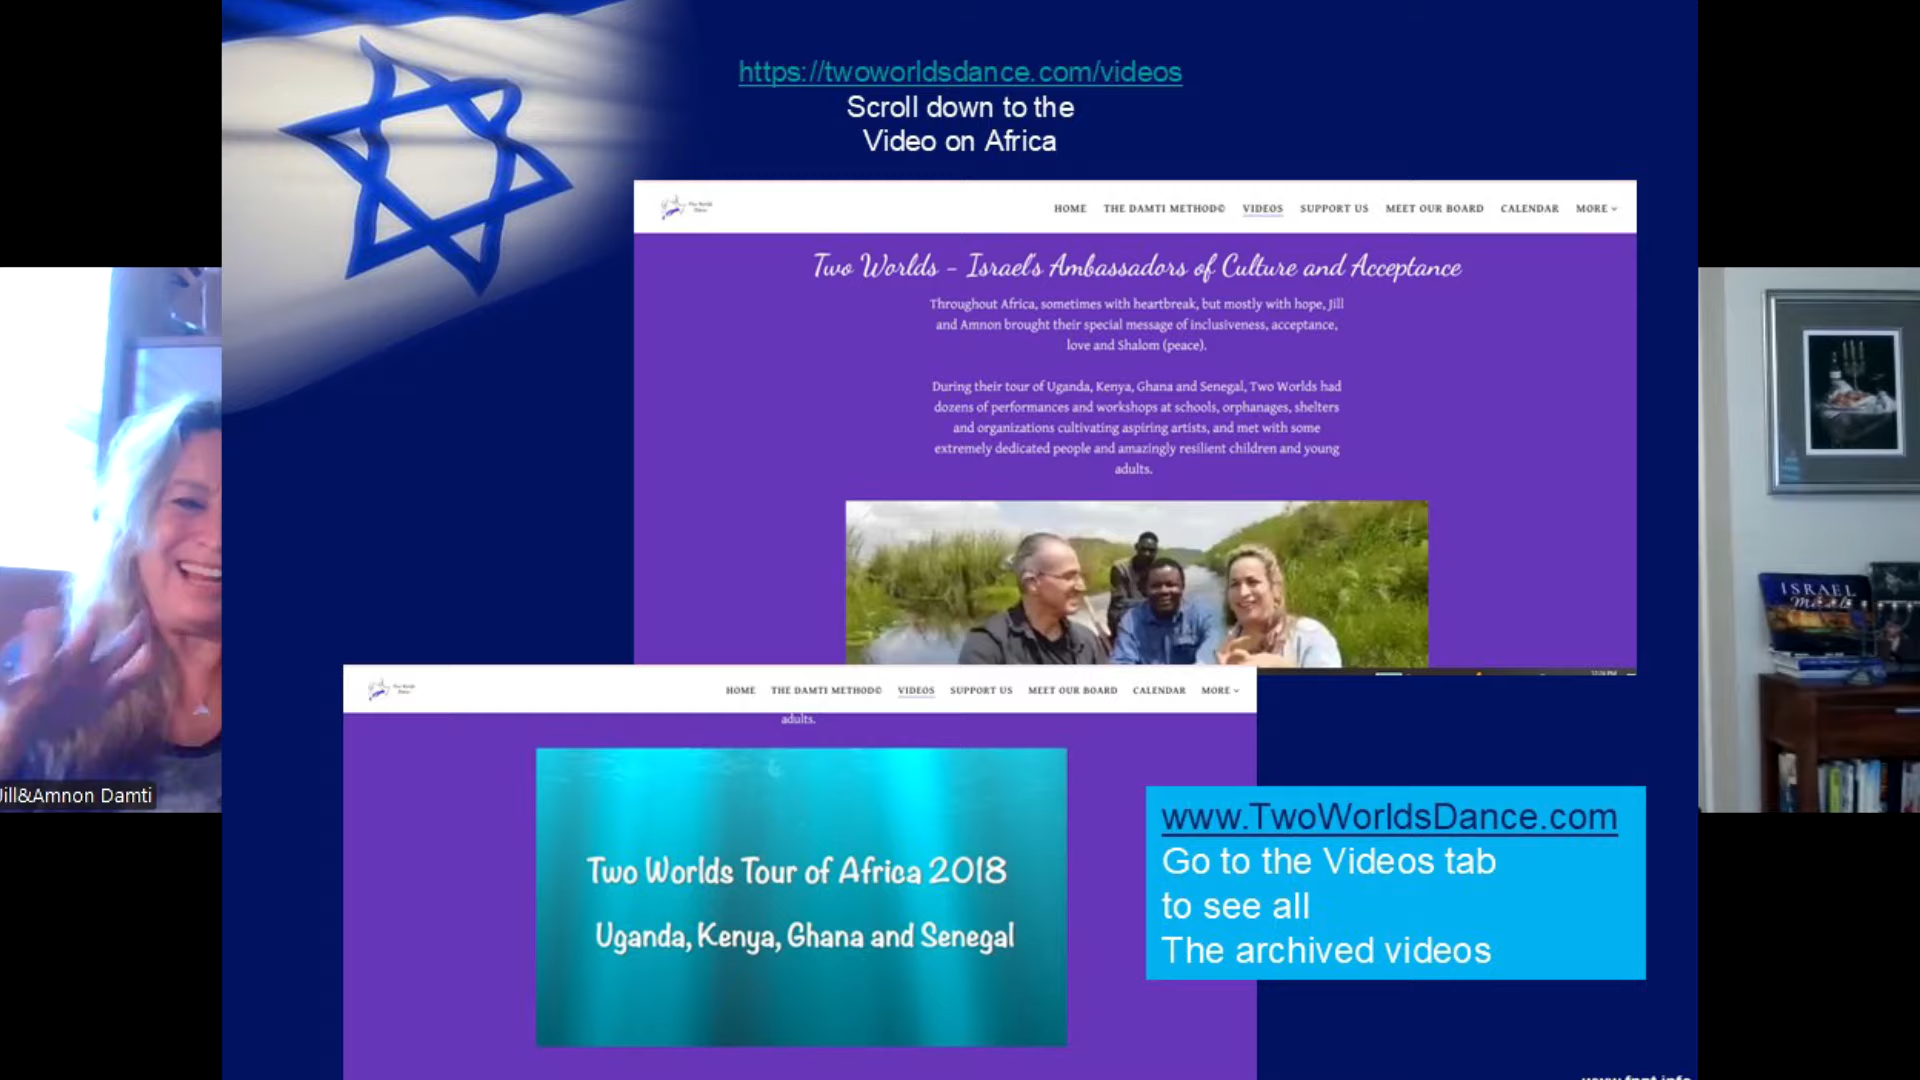 https://twoworldsdance.com/videos
Scroll down to the
Video on Africa
Two Worlds
Dance
HOME THE DAMTI METHOD© VIDEOS SUPPORT US MEET OUR BOARD CALENDAR MORE
Two Worlds - Israel's Ambassadors of Culture and Acceptance
Throughout Africa, sometimes with heartbreak, but mostly with hope, Jill
and Amnon brought their special message of inclusiveness, acceptance,
love and Shalom (peace).
During their tour of Uganda, Kenya, Ghana and Senegal, Two Worlds had
dozens of performances and workshops at schools, orphanages, shelters
and organizations cultivating aspiring artists, and met with some
extremely dedicated people and amazingly resilient children and young
adults.
ISRAEL
Two Worlds
Dance
HOME THE DAMTI METHOD© VIDEOS SUPPORT US MEET OUR BOARD CALENDAR MORE
adults.
Two Worlds Tour of Africa 2018
Uganda, Kenya, Ghana and Senegal
Jill&Amnon Damti
www.TwoWorldsDance.com
Go to the Videos tab
to see all
The archived videos